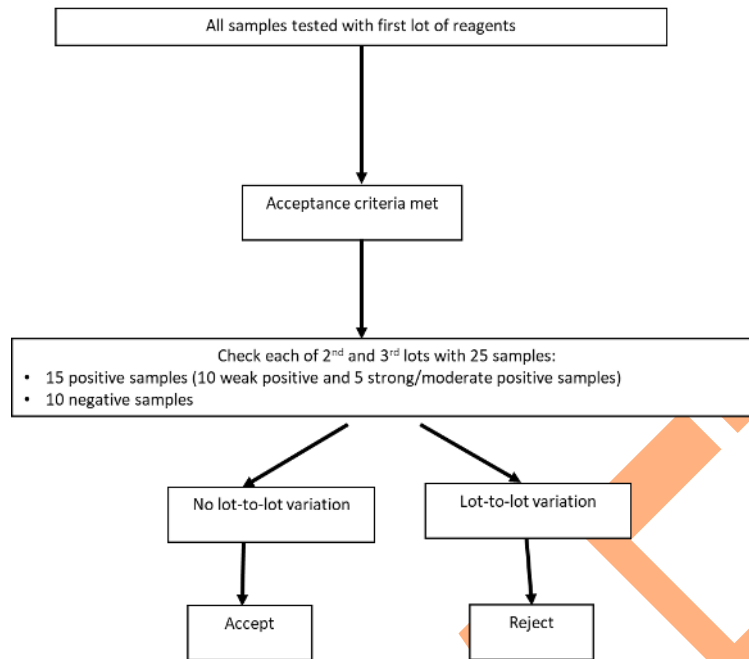 All samples tested with first lot of reagents
Acceptance criteria met
Check each of 2nd and 3rd lots with 25 samples:
• 15 positive samples (10 weak positive and 5 strong/moderate positive samples)
• 10 negative samples
No lot-to-lot variation
Lot-to-lot variation
Accept
Reject